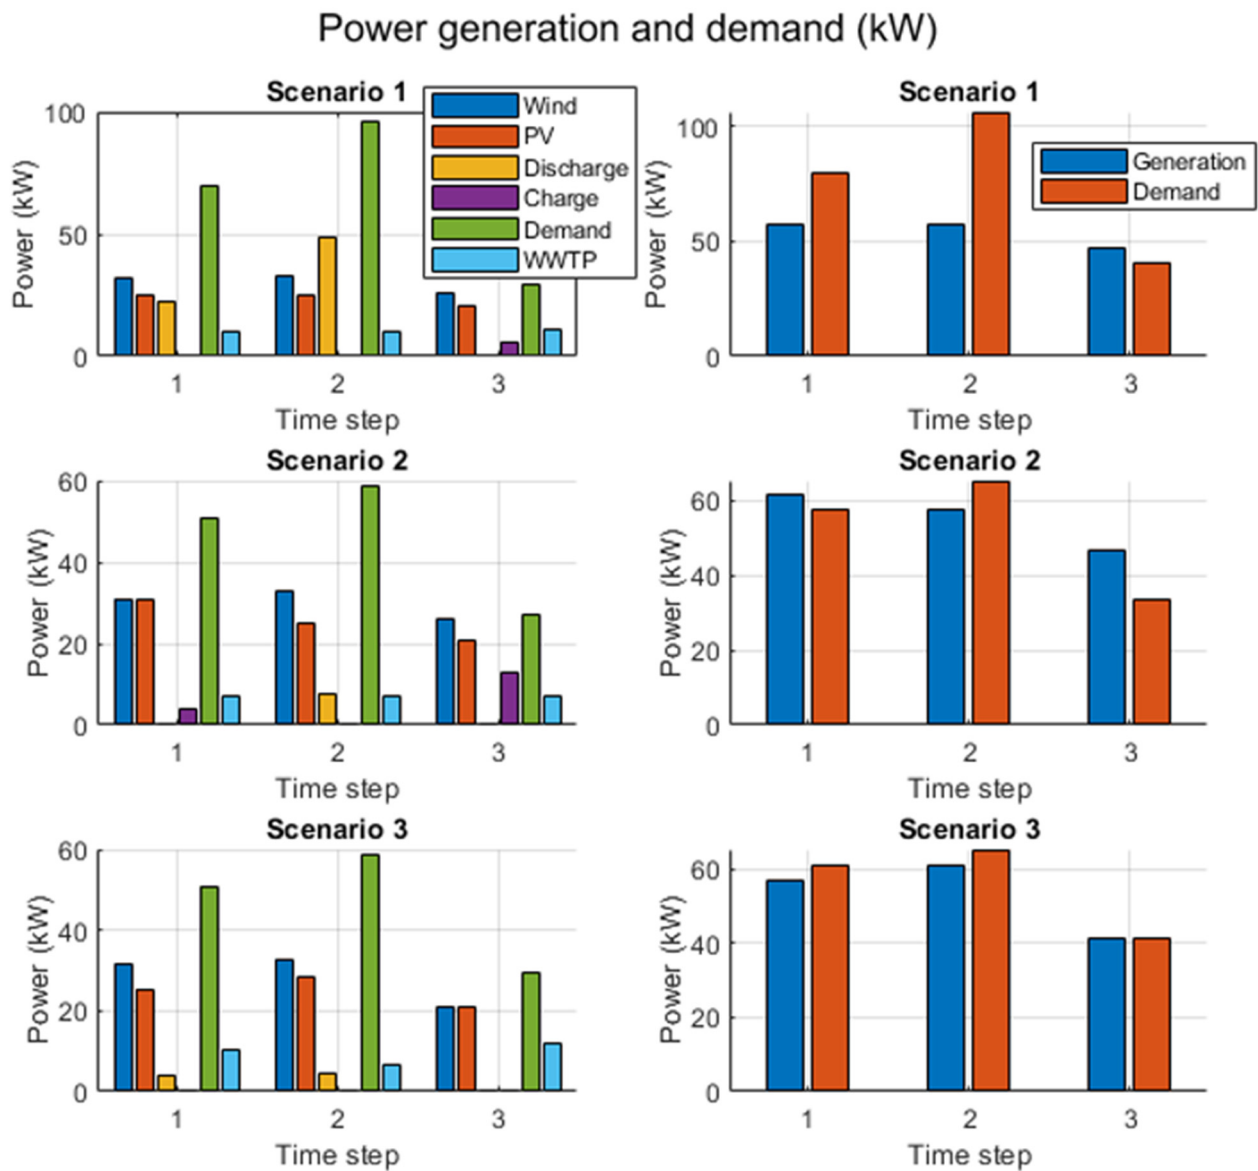 Power generation and demand (kW)
Scenario 1
Power (kW)
100
50
0
1
2
3
Time step
Wind
PV
Discharge
Charge
Demand
WWTP
Scenario 1
Power (kW)
100
50
0
1
2
3
Time step
Generation
Demand
Scenario 2
Power (kW)
60
40
20
0
1
2
3
Time step
Scenario 2
Power (kW)
60
40
20
0
1
2
3
Time step
Scenario 3
Power (kW)
60
40
20
0
1
2
3
Time step
Scenario 3
Power (kW)
60
40
20
0
1
2
3
Time step